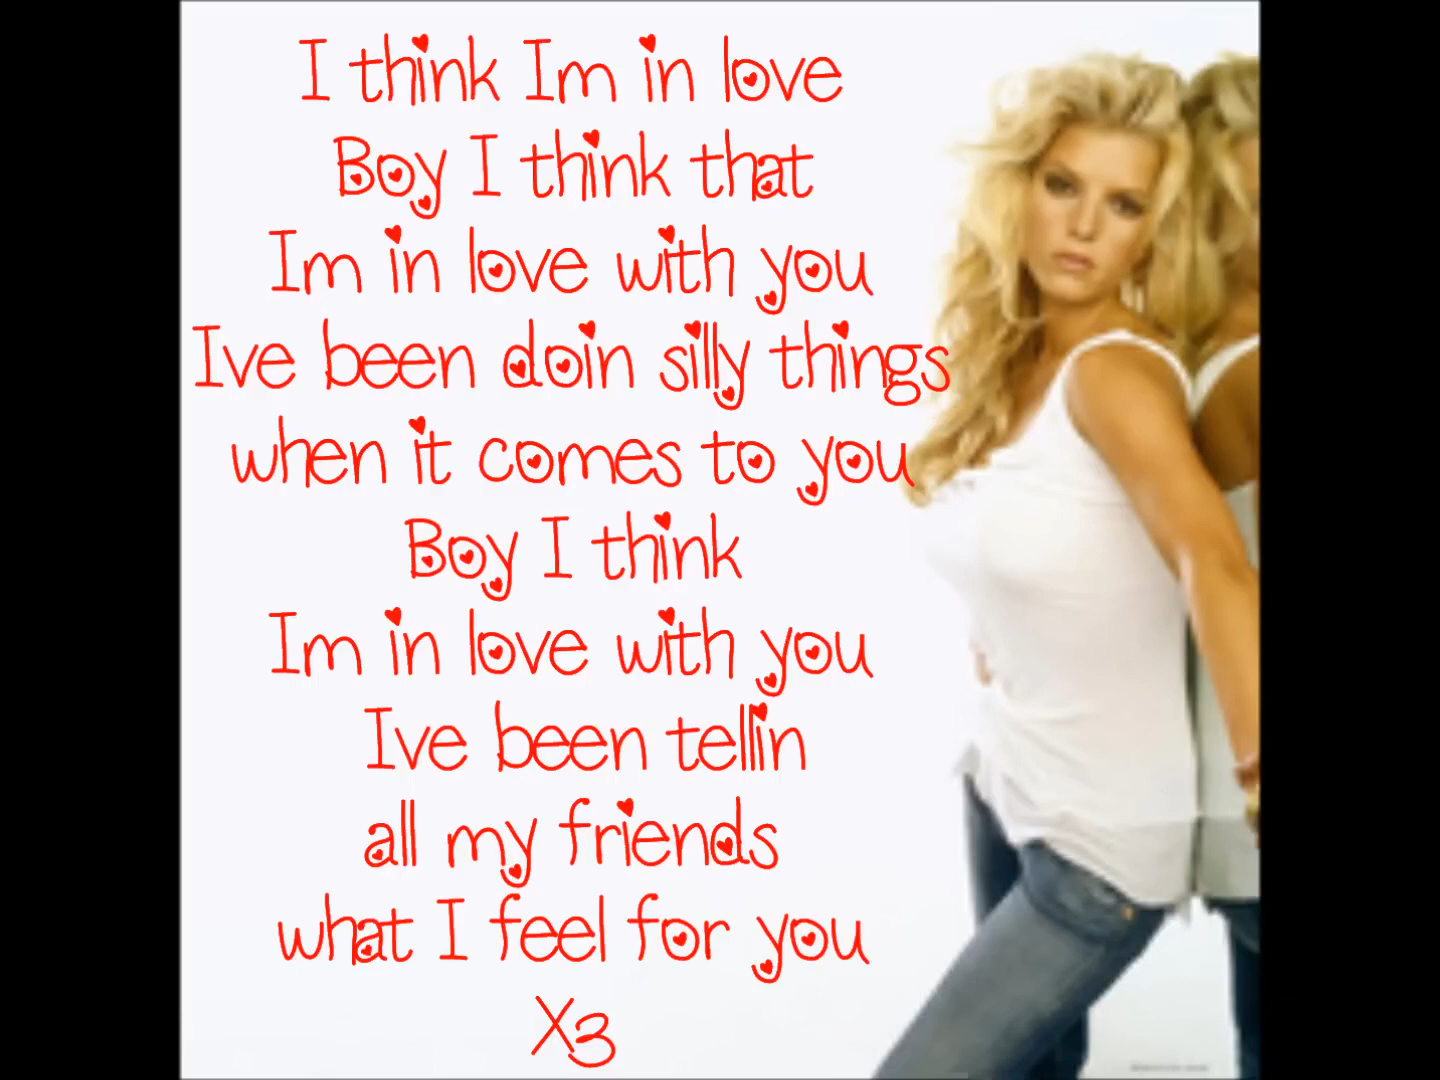 I think Im in love
Boy I think that
Im in love with you
Ive been doin silly things
when it comes to you
Boy I think
Im in love with you
Ive been tellin
all my friends
what I feel for you
X3